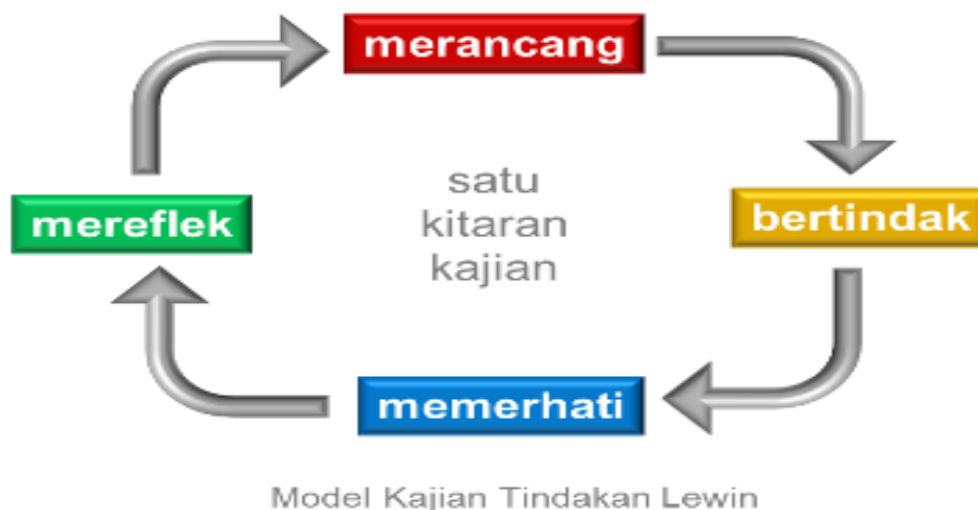 merancang
mereflek
satu
kitaran
kajian
bertindak
memerhati
Model Kajian Tindakan Lewin